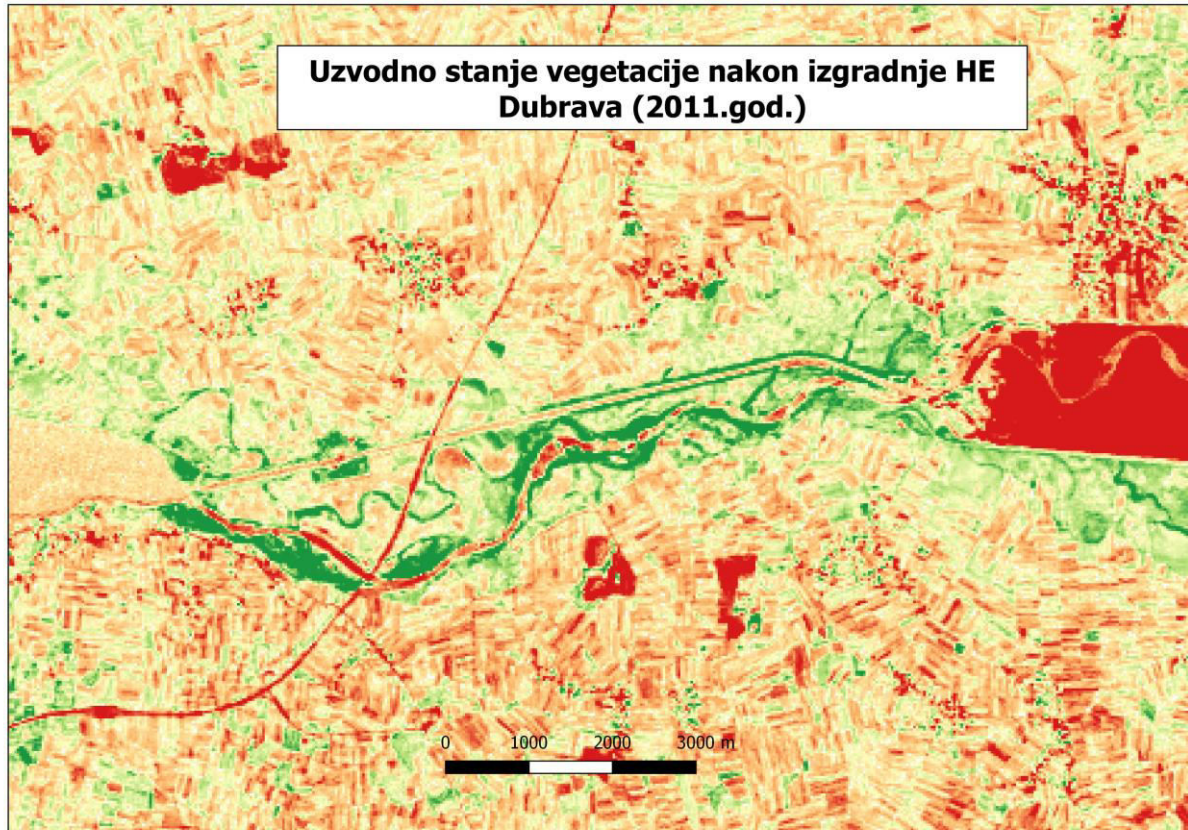 Uzvodno stanje vegetacije nakon izgradnje HE
Dubrava (2011.god.)
0 1000 2000 3000 m